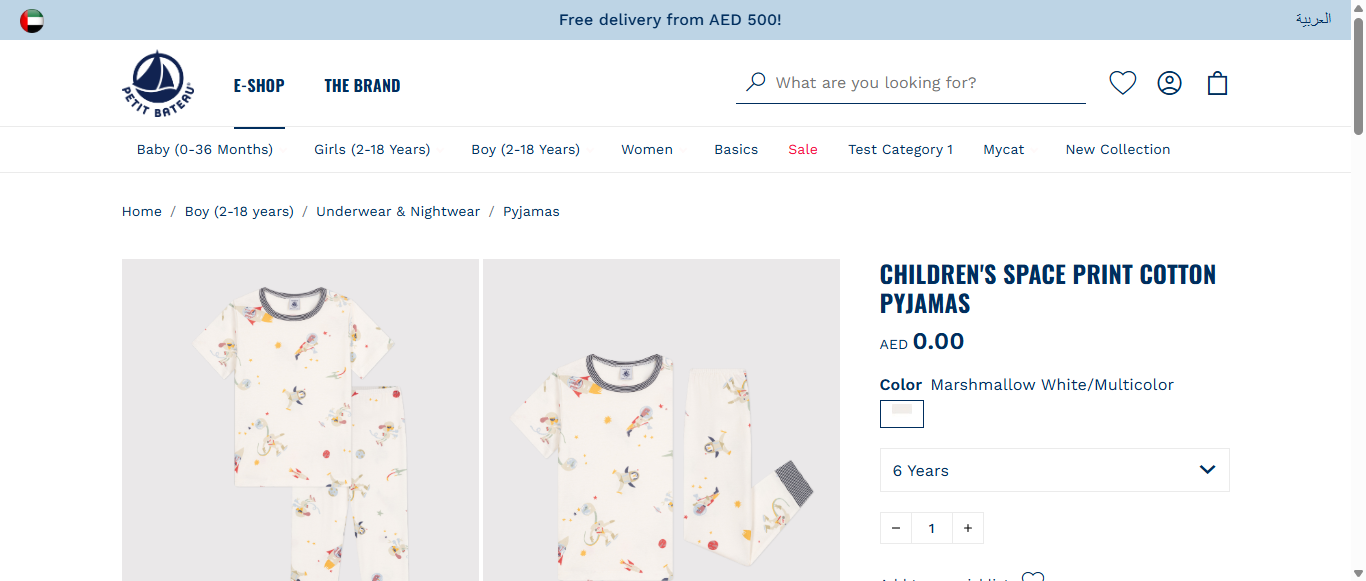 Free delivery from AED 500!
العربية
PETIT BATEAU
E-SHOP
THE BRAND
What are you looking for?
Baby (0-36 Months)
Girls (2-18 Years)
Boy (2-18 Years)
Women
Basics
Sale
Test Category 1
Mycat
New Collection
Home / Boy (2-18 years) / Underwear & Nightwear / Pyjamas
CHILDREN'S SPACE PRINT COTTON
PYJAMAS
AED 0.00
Color Marshmallow White/Multicolor
6 Years
− 1 +